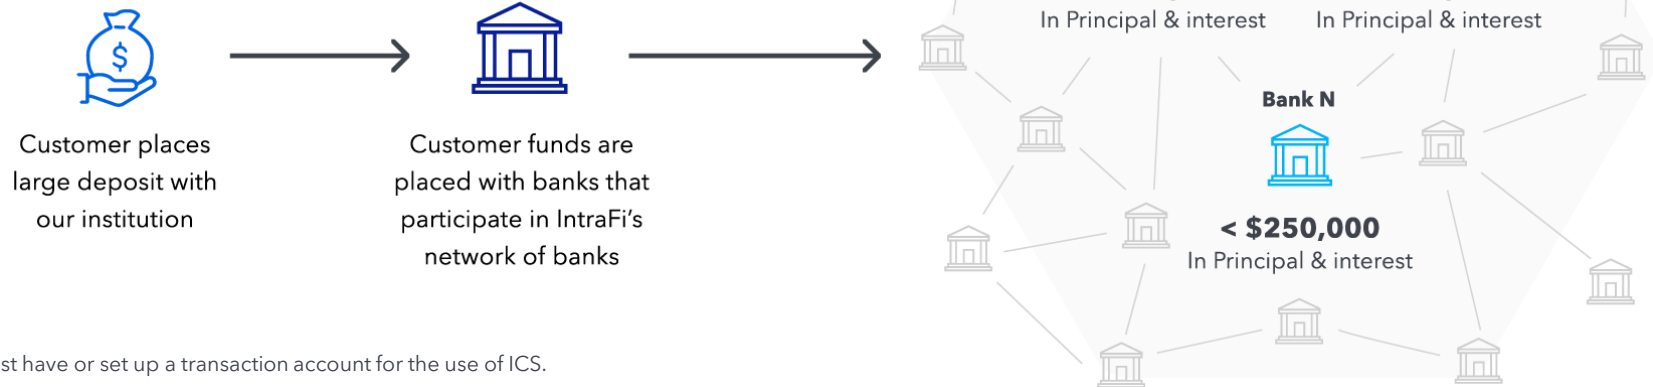 In Principal & interest
In Principal & interest
Bank N
$
Customer places
large deposit with
our institution
Customer funds are
placed with banks that
participate in IntraFi’s
network of banks
< $250,000
In Principal & interest
have or set up a transaction account for the use of ICS.